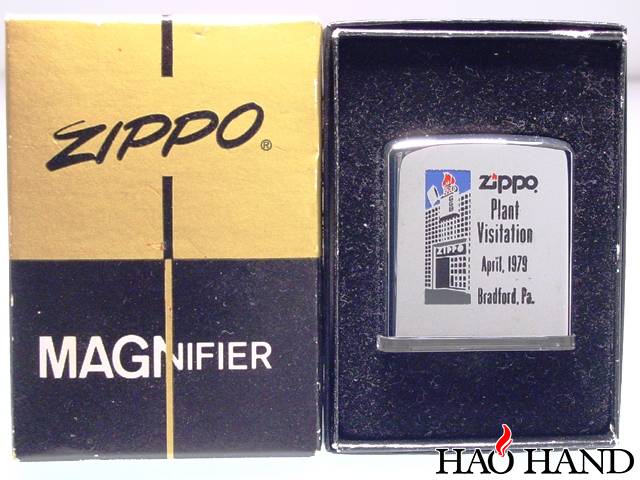 ZIPPO®
MAGNIFIER
Zippo®
Plant
Visitation
April, 1979
Bradford, Pa.
ZIPPO
HAO HAND